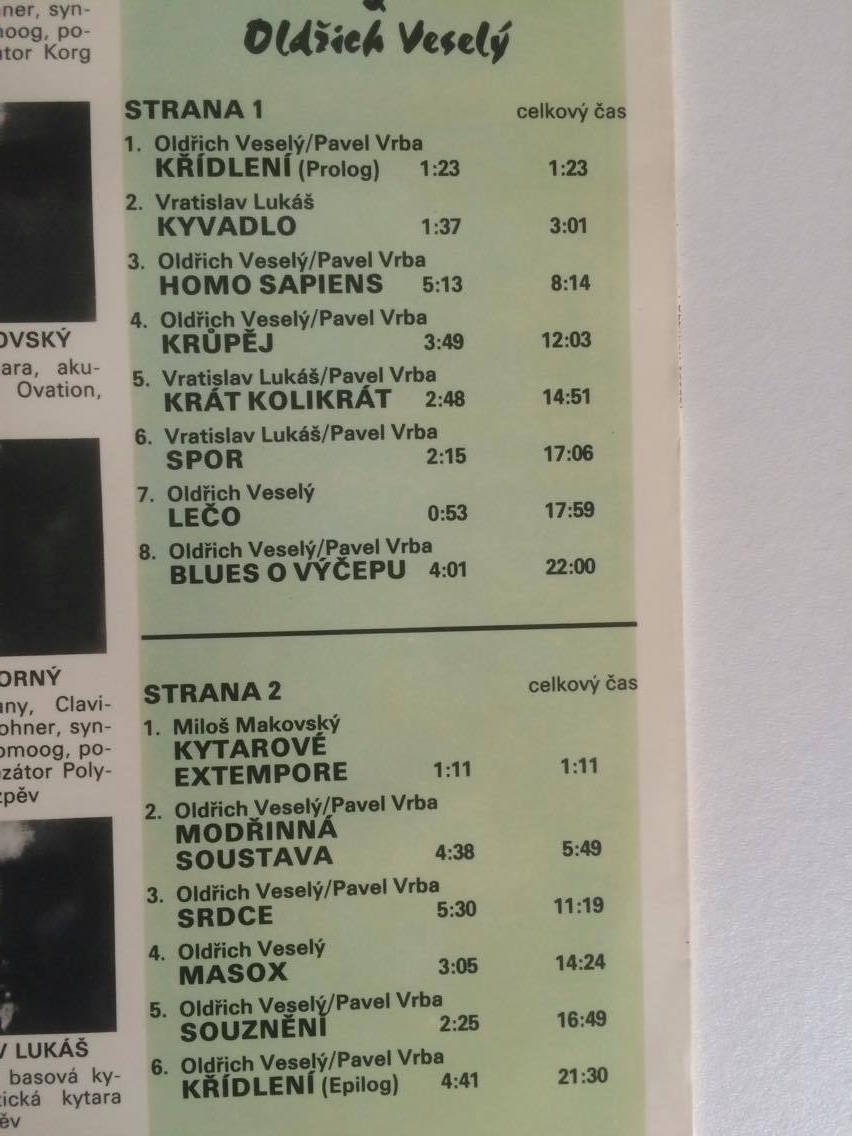 ner, syn-
moog, po-
ator Korg
OVSKÝ
ara, aku-
Ovation,
ORNÝ
any, Clavi-
ohner, syn-
omoog, po-
zátor Poly-
zpěv
V LUKÁŠ
basová ky-
tická kytara
ěv
&
Oldřich Veselý
STRANA 1 celkový čas
1. Oldřich Veselý/Pavel Vrba
KŘÍDLENÍ (Prolog) 1:23 1:23
2. Vratislav Lukáš
KYVADLO 1:37 3:01
3. Oldřich Veselý/Pavel Vrba
HOMO SAPIENS 5:13 8:14
4. Oldřich Veselý/Pavel Vrba
KRŮPĚJ 3:49 12:03
5. Vratislav Lukáš/Pavel Vrba
KRÁT KOLIKRÁT 2:48 14:51
6. Vratislav Lukáš/Pavel Vrba
SPOR 2:15 17:06
7. Oldřich Veselý
LEČO 0:53 17:59
8. Oldřich Veselý/Pavel Vrba
BLUES O VÝČEPU 4:01 22:00
STRANA 2 celkový čas
1. Miloš Makovský
KYTAROVÉ
EXTEMPORE 1:11 1:11
2. Oldřich Veselý/Pavel Vrba
MODŘINNÁ
SOUSTAVA 4:38 5:49
3. Oldřich Veselý/Pavel Vrba
SRDCE 5:30 11:19
4. Oldřich Veselý
MASOX 3:05 14:24
5. Oldřich Veselý/Pavel Vrba
SOUZNĚNÍ 2:25 16:49
6. Oldřich Veselý/Pavel Vrba
KŘÍDLENÍ (Epilog) 4:41 21:30